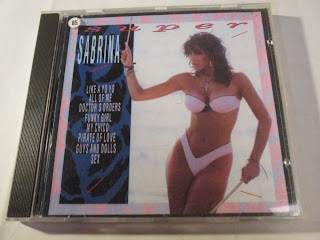 super
85
SABRINA
LIKE A YO YO
ALL OF ME
DOCTOR'S ORDERS
FUNKY GIRL
MY CHICO
PIRATE OF LOVE
GUYS AND DOLLS
SEX